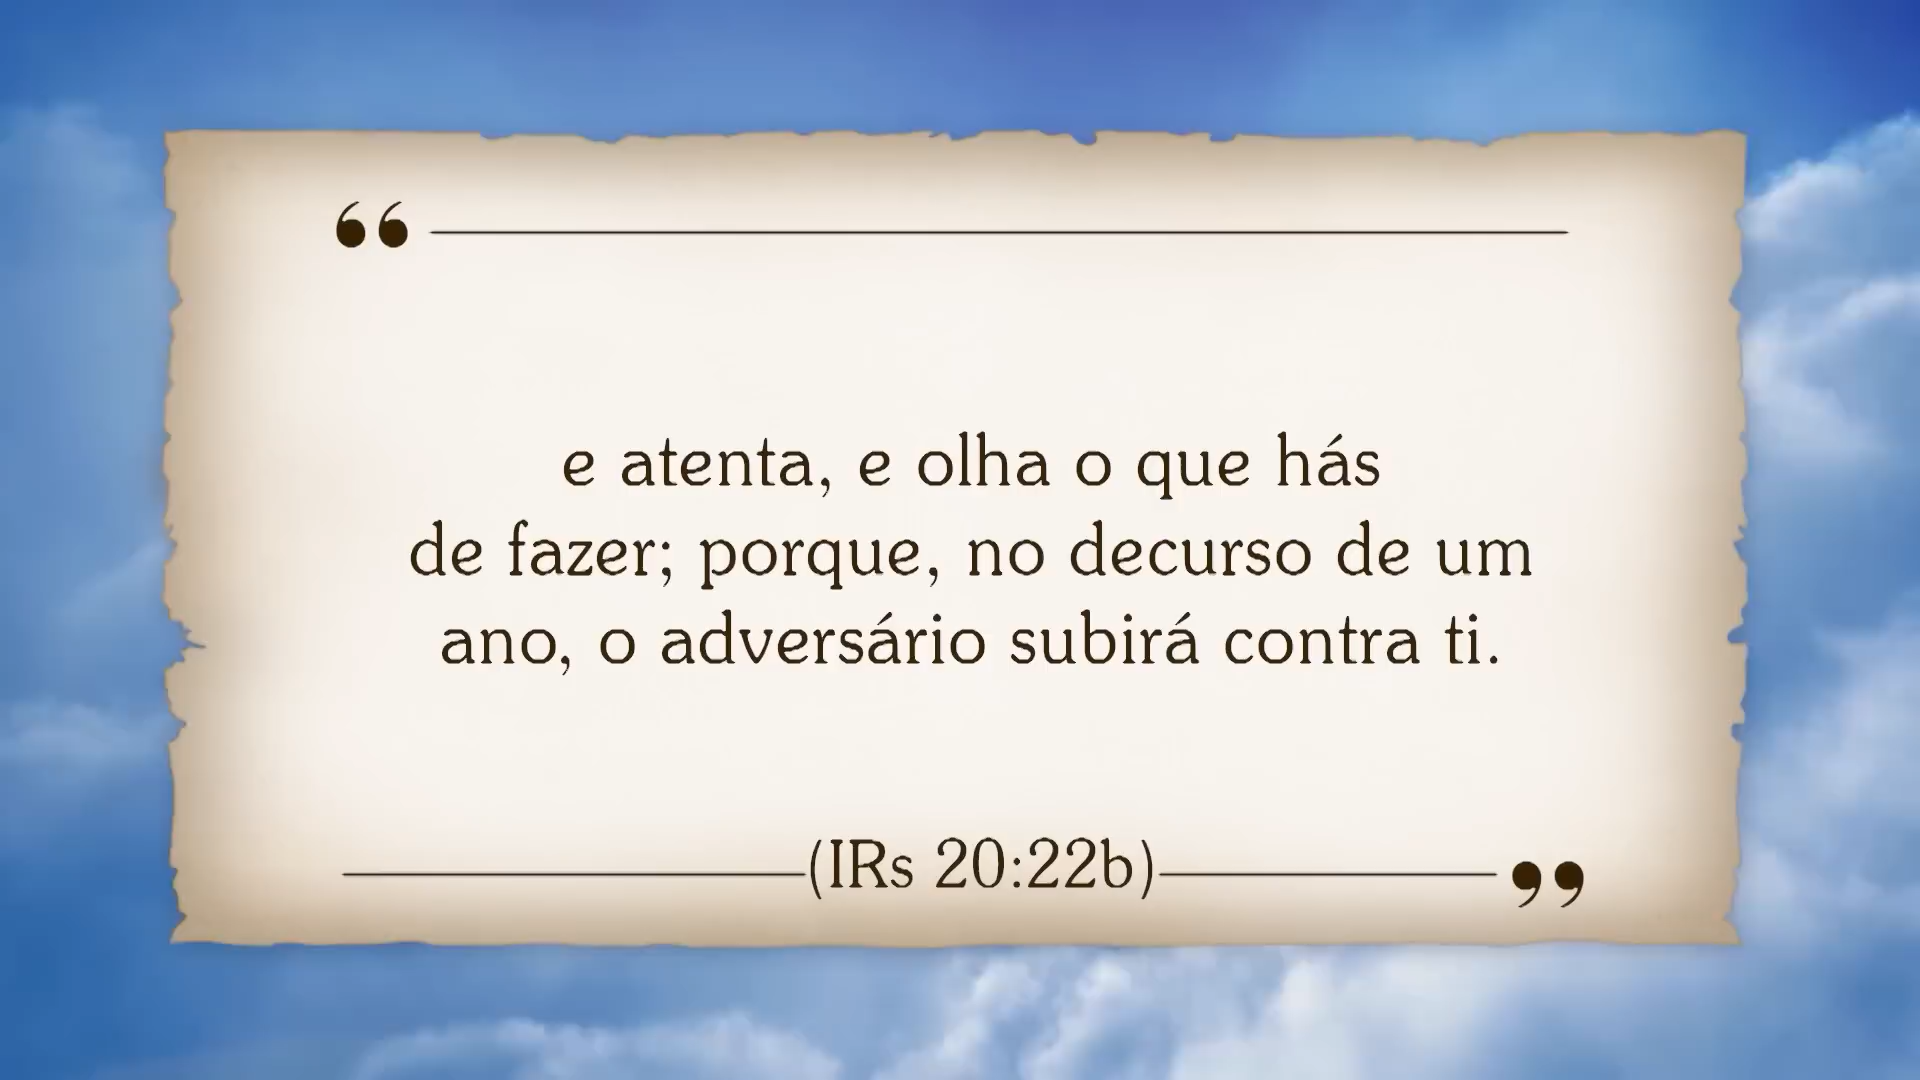 “
e atenta, e olha o que hás
de fazer; porque, no decurso de um
ano, o adversário subirá contra ti.
(IRs 20:22b)
”